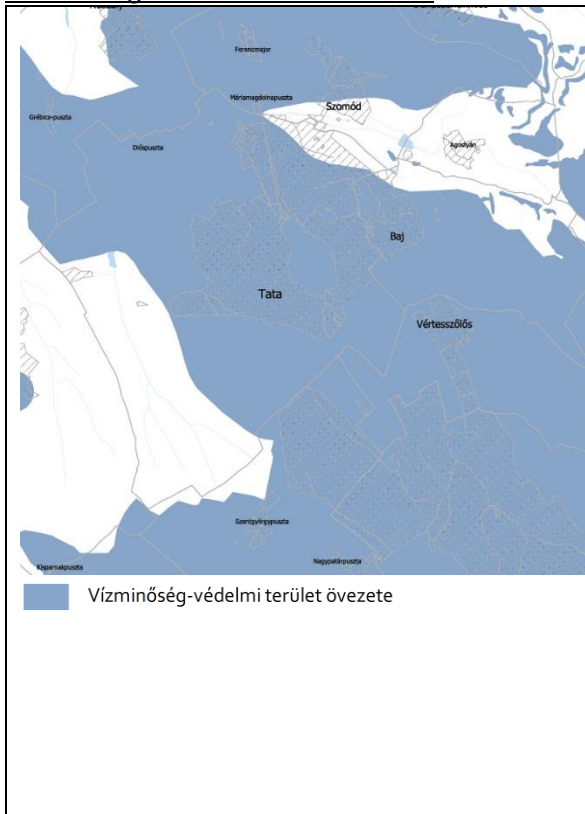 Ferencmajor
Máriamagdolnapuszta
Szomód
Grébics-puszta
Dióspuszta
Agostyán
Baj
Tata
Vértesszőlős
Szentgyörgypuszta
Kisparnakpuszta
Nagypatárpuszta
Vízminőség-védelmi terület övezete